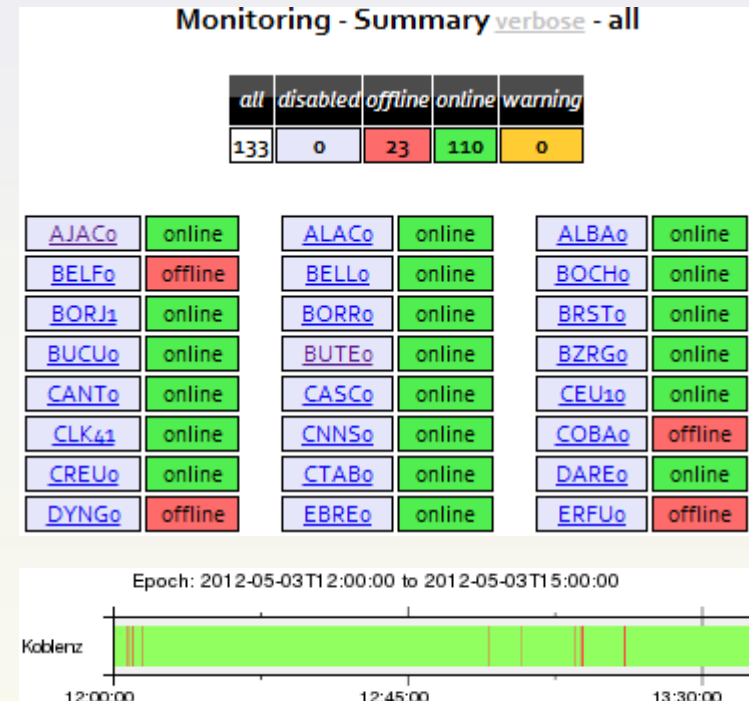 Monitoring - Summary verbose - all
all disabled offline online warning
133 0 23 110 0
AJAC0 online ALAC0 online ALBA0 online
BELF0 offline BELL0 online BOCH0 online
BORJ1 online BORR0 online BRST0 online
BUCU0 online BUTE0 online BZRG0 online
CANT0 online CASC0 online CEU10 online
CLK41 online CNNS0 online COBA0 offline
CREU0 online CTAB0 online DARE0 online
DYNG0 offline EBRE0 online ERFU0 offline
Epoch: 2012-05-03T12:00:00 to 2012-05-03T15:00:00
Koblenz
12:00:00 12:45:00 13:30:00